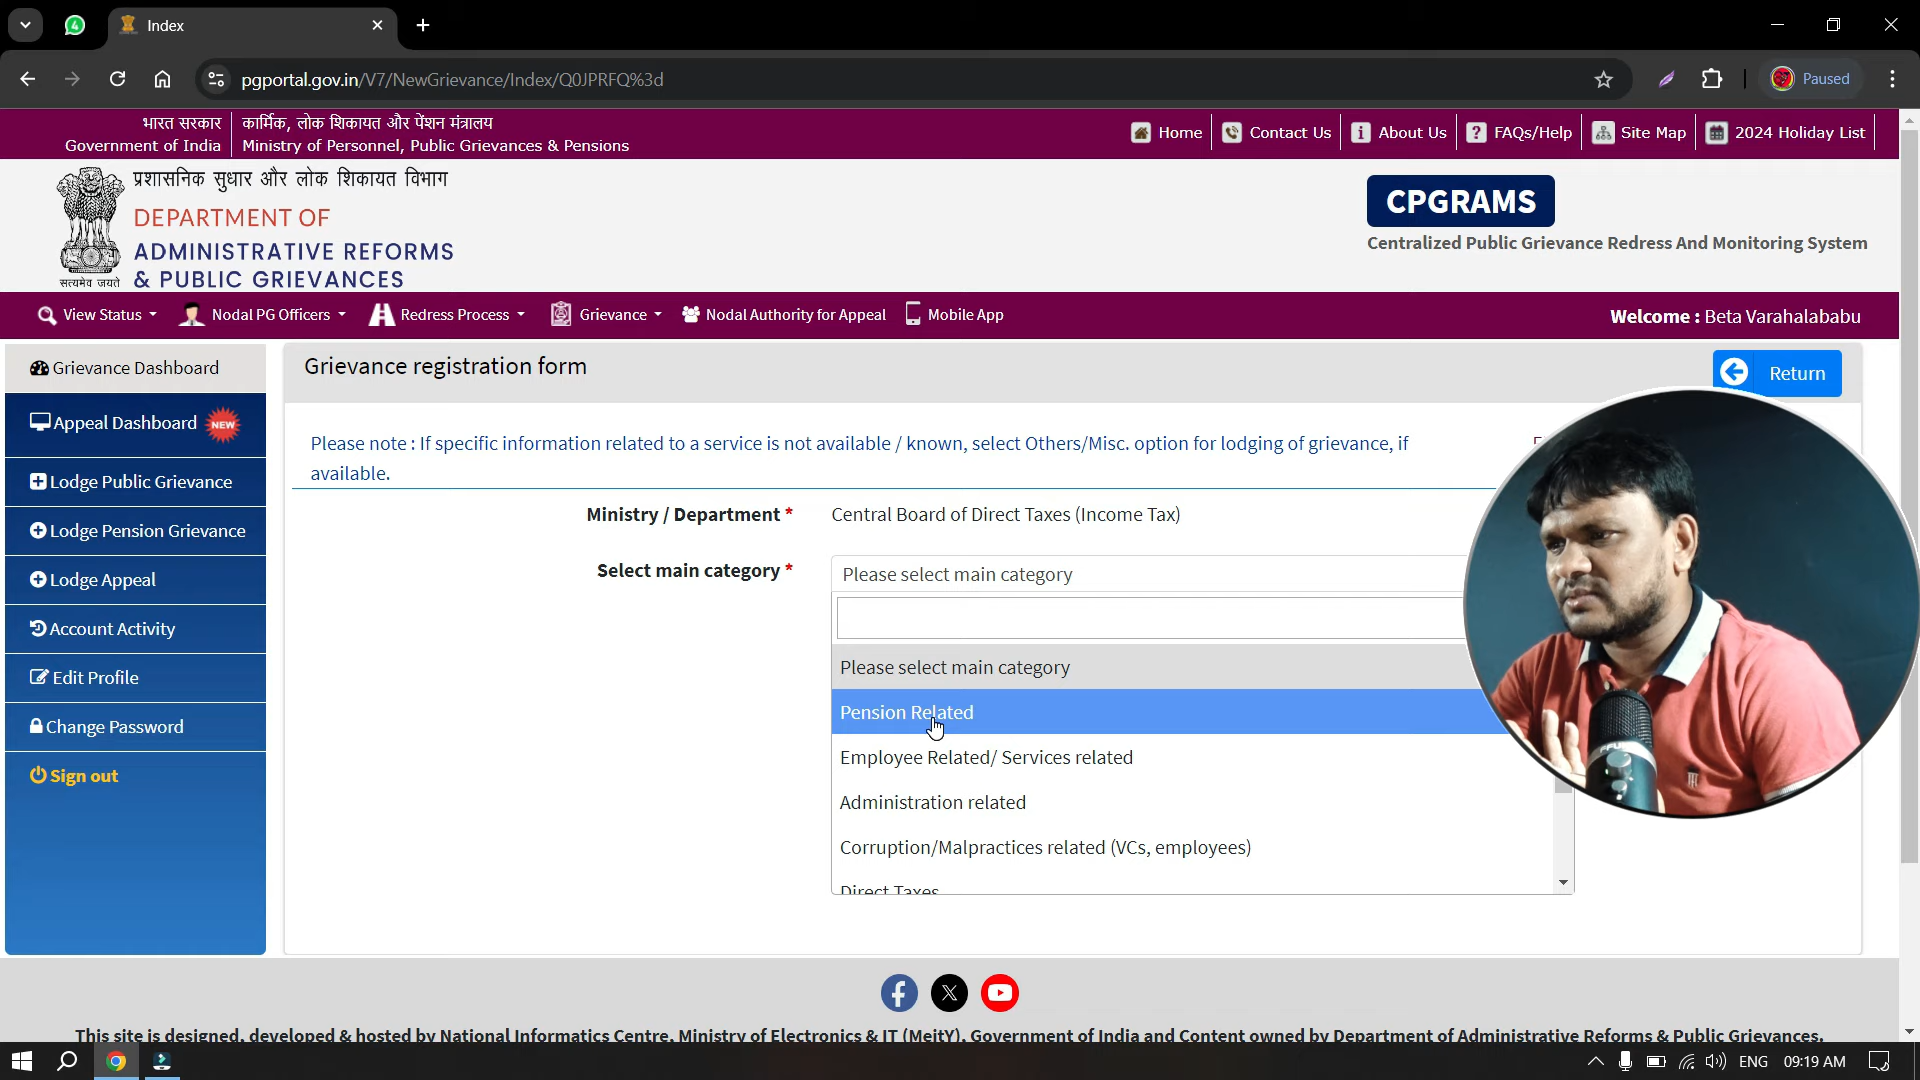 4
Index
pgportal.gov.in/V7/NewGrievance/Index/Q0JPRFQ%3d
Paused
भारत सरकार
Government of India
कार्मिक, लोक शिकायत और पेंशन मंत्रालय
Ministry of Personnel, Public Grievances & Pensions
Home
Contact Us
About Us
FAQs/Help
Site Map
2024 Holiday List
सत्यमेव जयते
प्रशासनिक सुधार और लोक शिकायत विभाग
DEPARTMENT OF
ADMINISTRATIVE REFORMS
& PUBLIC GRIEVANCES
CPGRAMS
Centralized Public Grievance Redress And Monitoring System
View Status
Nodal PG Officers
Redress Process
Grievance
Nodal Authority for Appeal
Mobile App
Welcome : Beta Varahalababu
Grievance Dashboard
Appeal Dashboard NEW
Lodge Public Grievance
Lodge Pension Grievance
Lodge Appeal
Account Activity
Edit Profile
Change Password
Sign out
Grievance registration form
Return
Please note : If specific information related to a service is not available / known, select Others/Misc. option for lodging of grievance, if
available.
Ministry / Department * Central Board of Direct Taxes (Income Tax)
Select main category * Please select main category
Please select main category
Pension Related
Employee Related/ Services related
Administration related
Corruption/Malpractices related (VCs, employees)
Direct Taxes
This site is designed, developed & hosted by National Informatics Centre, Ministry of Electronics & IT (MeitY), Government of India and Content owned by Department of Administrative Reforms & Public Grievances.
ENG 09:19 AM